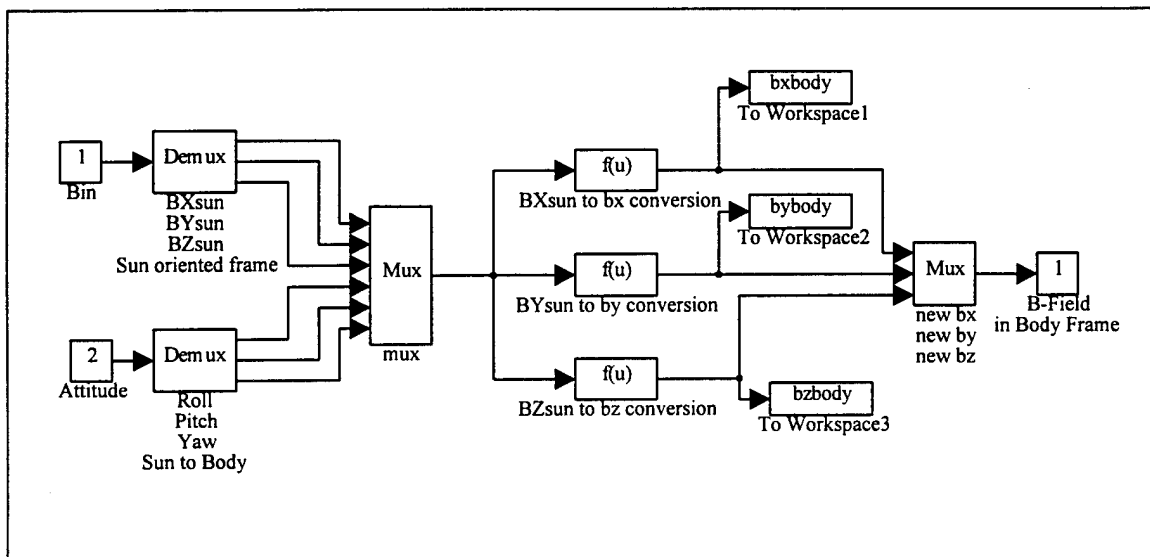 1
Bin
Demux
BXsun
BYsun
BZsun
Sun oriented frame
2
Attitude
Demux
Roll
Pitch
Yaw
Sun to Body
Mux
mux
f(u)
BXsun to bx conversion
f(u)
BYsun to by conversion
f(u)
BZsun to bz conversion
bxbody
To Workspace1
bybody
To Workspace2
bzbody
To Workspace3
Mux
new bx
new by
new bz
1
B-Field
in Body Frame